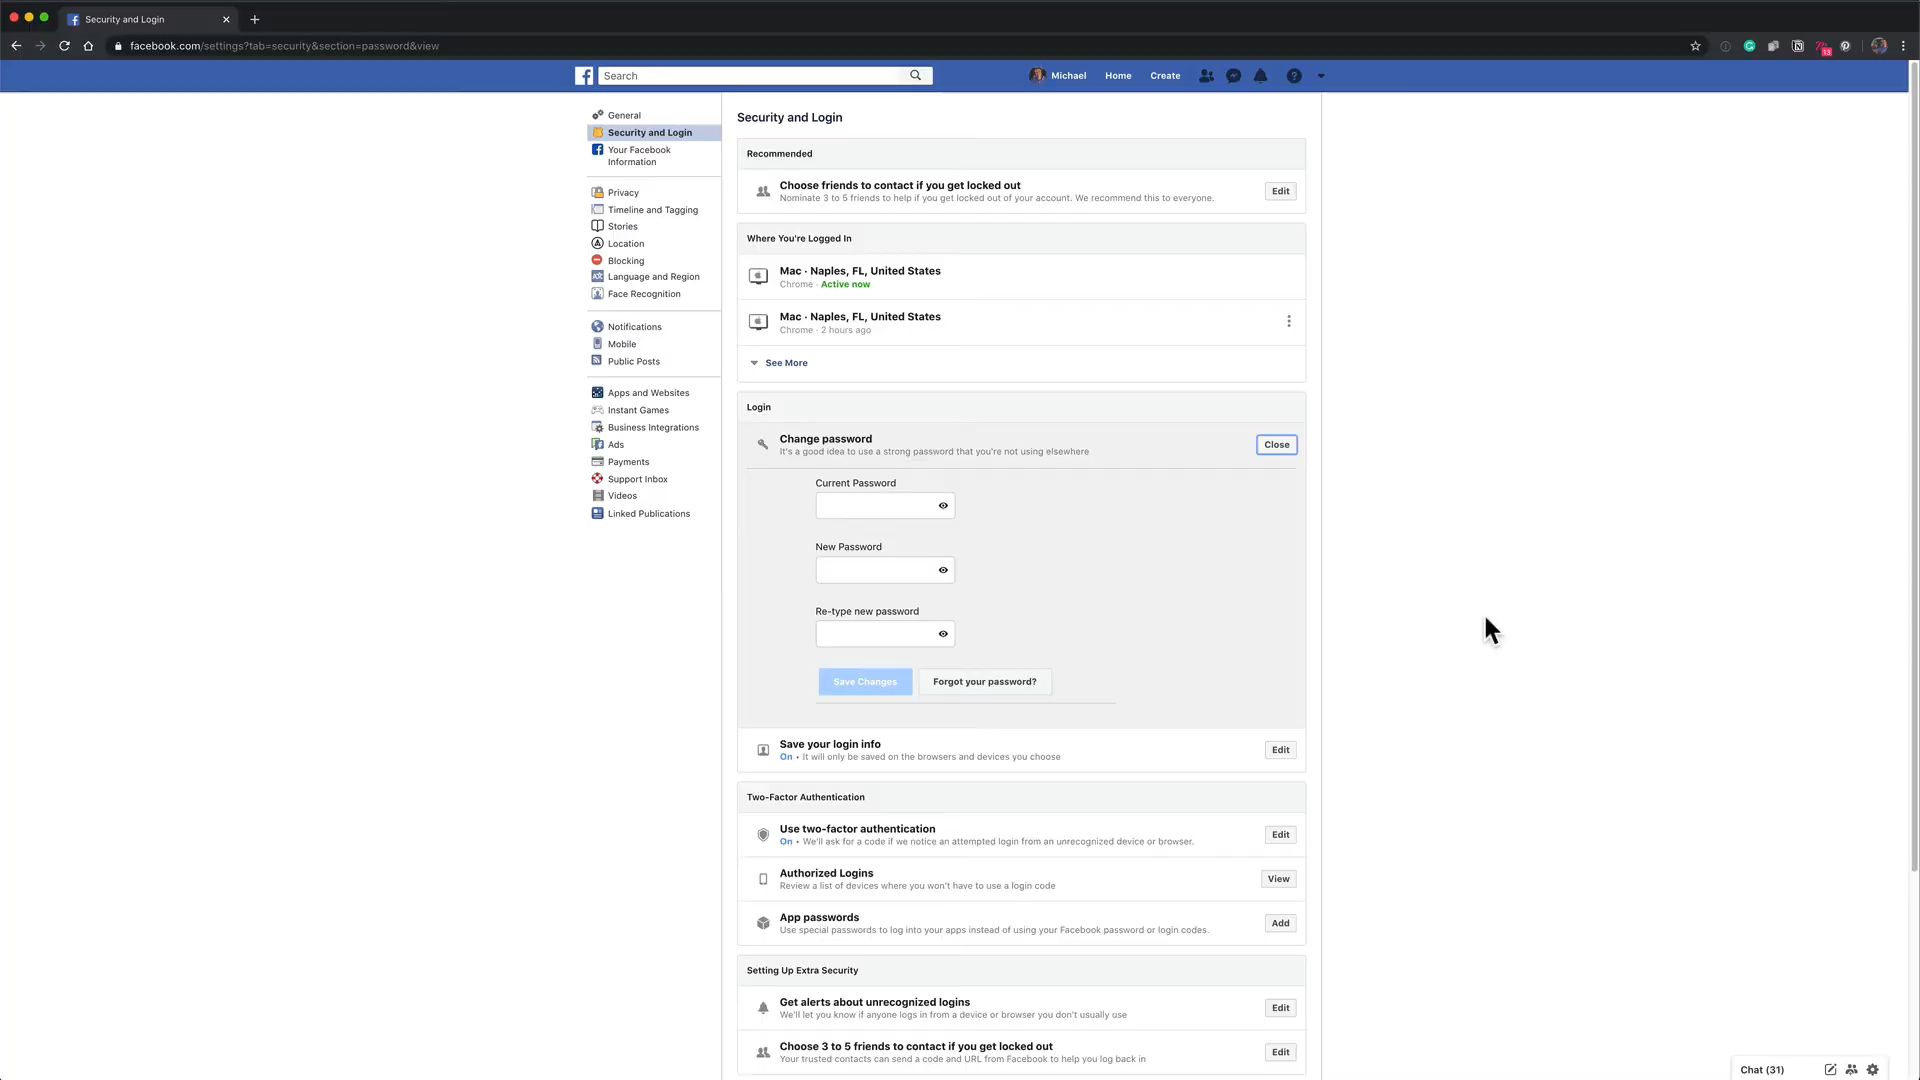 Security and Login
facebook.com/settings?tab=security&section=password&view
13
Search
Michael
Home
Create
General
Security and Login
Your Facebook
Information
Privacy
Timeline and Tagging
Stories
Location
Blocking
Language and Region
Face Recognition
Notifications
Mobile
Public Posts
Apps and Websites
Instant Games
Business Integrations
Ads
Payments
Support Inbox
Videos
Linked Publications
Security and Login
Recommended
Choose friends to contact if you get locked out
Nominate 3 to 5 friends to help if you get locked out of your account. We recommend this to everyone.
Edit
Where You're Logged In
Mac · Naples, FL, United States
Chrome · Active now
Mac · Naples, FL, United States
Chrome · 2 hours ago
See More
Login
Change password
It's a good idea to use a strong password that you're not using elsewhere
Close
Current Password
New Password
Re-type new password
Save Changes
Forgot your password?
Save your login info
On • It will only be saved on the browsers and devices you choose
Edit
Two-Factor Authentication
Use two-factor authentication
On • We'll ask for a code if we notice an attempted login from an unrecognized device or browser.
Edit
Authorized Logins
Review a list of devices where you won't have to use a login code
View
App passwords
Use special passwords to log into your apps instead of using your Facebook password or login codes.
Add
Setting Up Extra Security
Get alerts about unrecognized logins
We'll let you know if anyone logs in from a device or browser you don't usually use
Edit
Choose 3 to 5 friends to contact if you get locked out
Your trusted contacts can send a code and URL from Facebook to help you log back in
Edit
Chat (31)